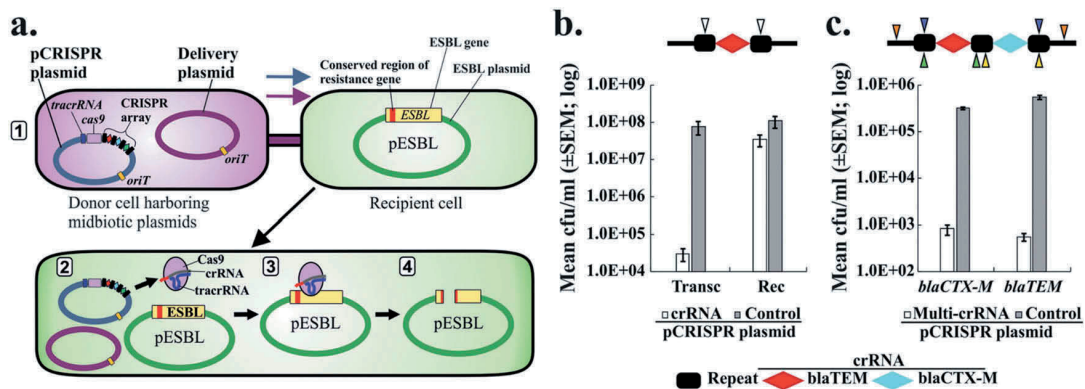 a.
pCRISPR
plasmid
Delivery
plasmid
Conserved region of
resistance gene
ESBL gene
ESBL plasmid
1
tracrRNA
cas9
CRISPR
array
oriT
oriT
ESBL
pESBL
Donor cell harboring
midbiotic plasmids
Recipient cell
2
Cas9
crRNA
tracrRNA
3
4
ESBL
pESBL
pESBL
pESBL
b.
Mean cfu/ml (±SEM; log)
1.0E+09
1.0E+08
1.0E+07
1.0E+06
1.0E+05
1.0E+04
Transc
Rec
crRNA
Control
pCRISPR plasmid
c.
Mean cfu/ml (±SEM; log)
1.0E+06
1.0E+05
1.0E+04
1.0E+03
1.0E+02
1.0E+01
blaCTX-M
blaTEM
Multi-crRNA
Control
pCRISPR plasmid
crRNA
Repeat
blaTEM
blaCTX-M